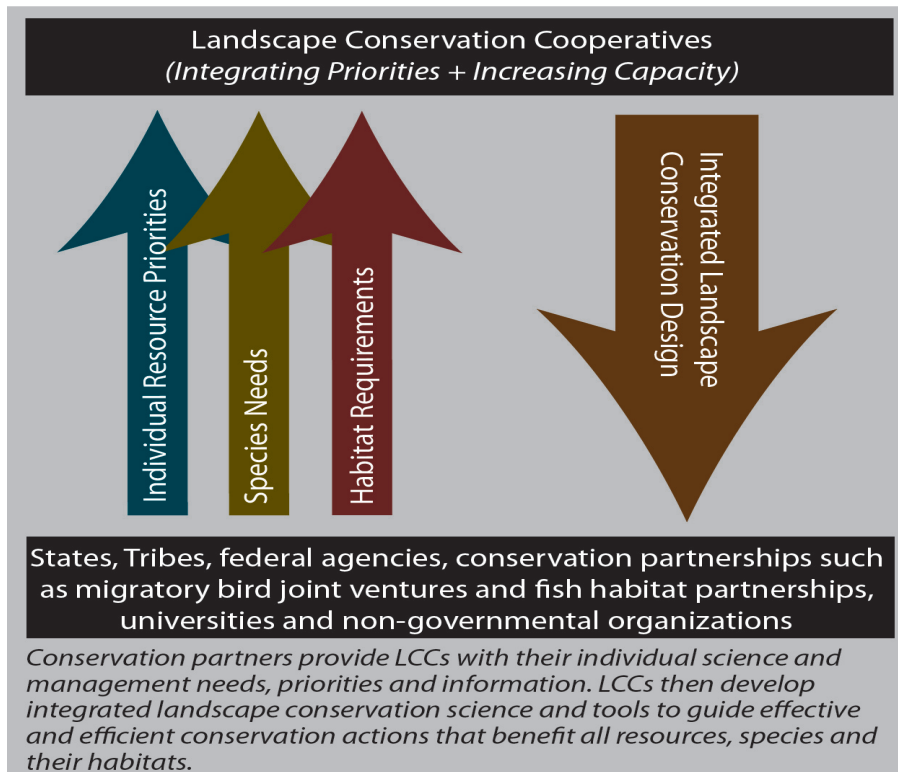 Landscape Conservation Cooperatives
(Integrating Priorities + Increasing Capacity)
Individual Resource Priorities
Species Needs
Habitat Requirements
Integrated Landscape
Conservation Design
States, Tribes, federal agencies, conservation partnerships such
as migratory bird joint ventures and fish habitat partnerships,
universities and non-governmental organizations
Conservation partners provide LCCs with their individual science and
management needs, priorities and information. LCCs then develop
integrated landscape conservation science and tools to guide effective
and efficient conservation actions that benefit all resources, species and
their habitats.